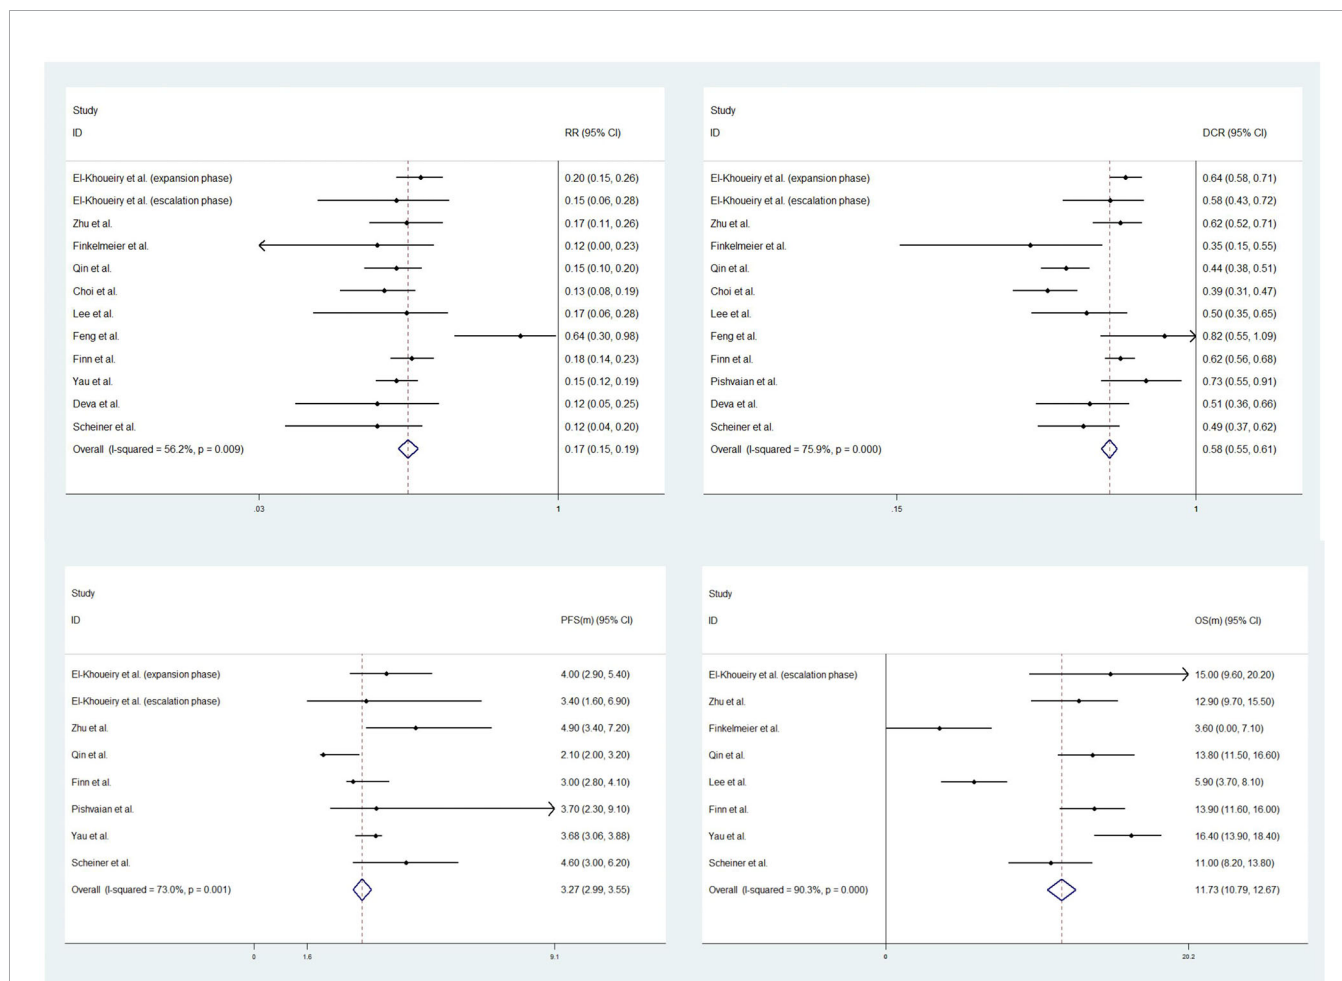 Study
ID RR (95% CI)
El-Khoueiry et al. (expansion phase) 0.20 (0.15, 0.26)
El-Khoueiry et al. (escalation phase) 0.15 (0.06, 0.28)
Zhu et al. 0.17 (0.11, 0.26)
Finkelmeier et al. 0.12 (0.00, 0.23)
Qin et al. 0.15 (0.10, 0.20)
Choi et al. 0.13 (0.08, 0.19)
Lee et al. 0.17 (0.06, 0.28)
Feng et al. 0.64 (0.30, 0.98)
Finn et al. 0.18 (0.14, 0.23)
Yau et al. 0.15 (0.12, 0.19)
Deva et al. 0.12 (0.05, 0.25)
Scheiner et al. 0.12 (0.04, 0.20)
Overall (I-squared = 56.2%, p = 0.009) 0.17 (0.15, 0.19)
.03 1
Study
ID DCR (95% CI)
El-Khoueiry et al. (expansion phase) 0.64 (0.58, 0.71)
El-Khoueiry et al. (escalation phase) 0.58 (0.43, 0.72)
Zhu et al. 0.62 (0.52, 0.71)
Finkelmeier et al. 0.35 (0.15, 0.55)
Qin et al. 0.44 (0.38, 0.51)
Choi et al. 0.39 (0.31, 0.47)
Lee et al. 0.50 (0.35, 0.65)
Feng et al. 0.82 (0.55, 1.09)
Finn et al. 0.62 (0.56, 0.68)
Pishvaian et al. 0.73 (0.55, 0.91)
Deva et al. 0.51 (0.36, 0.66)
Scheiner et al. 0.49 (0.37, 0.62)
Overall (I-squared = 75.9%, p = 0.000) 0.58 (0.55, 0.61)
.15 1
Study
ID PFS(m) (95% CI)
El-Khoueiry et al. (expansion phase) 4.00 (2.90, 5.40)
El-Khoueiry et al. (escalation phase) 3.40 (1.60, 6.90)
Zhu et al. 4.90 (3.40, 7.20)
Qin et al. 2.10 (2.00, 3.20)
Finn et al. 3.00 (2.80, 4.10)
Pishvaian et al. 3.70 (2.30, 9.10)
Yau et al. 3.68 (3.06, 3.88)
Scheiner et al. 4.60 (3.00, 6.20)
Overall (I-squared = 73.0%, p = 0.001) 3.27 (2.99, 3.55)
0 1.6 9.1
Study
ID OS(m) (95% CI)
El-Khoueiry et al. (escalation phase) 15.00 (9.60, 20.20)
Zhu et al. 12.90 (9.70, 15.50)
Finkelmeier et al. 3.60 (0.00, 7.10)
Qin et al. 13.80 (11.50, 16.60)
Lee et al. 5.90 (3.70, 8.10)
Finn et al. 13.90 (11.60, 16.00)
Yau et al. 16.40 (13.90, 18.40)
Scheiner et al. 11.00 (8.20, 13.80)
Overall (I-squared = 90.3%, p = 0.000) 11.73 (10.79, 12.67)
0 20.2